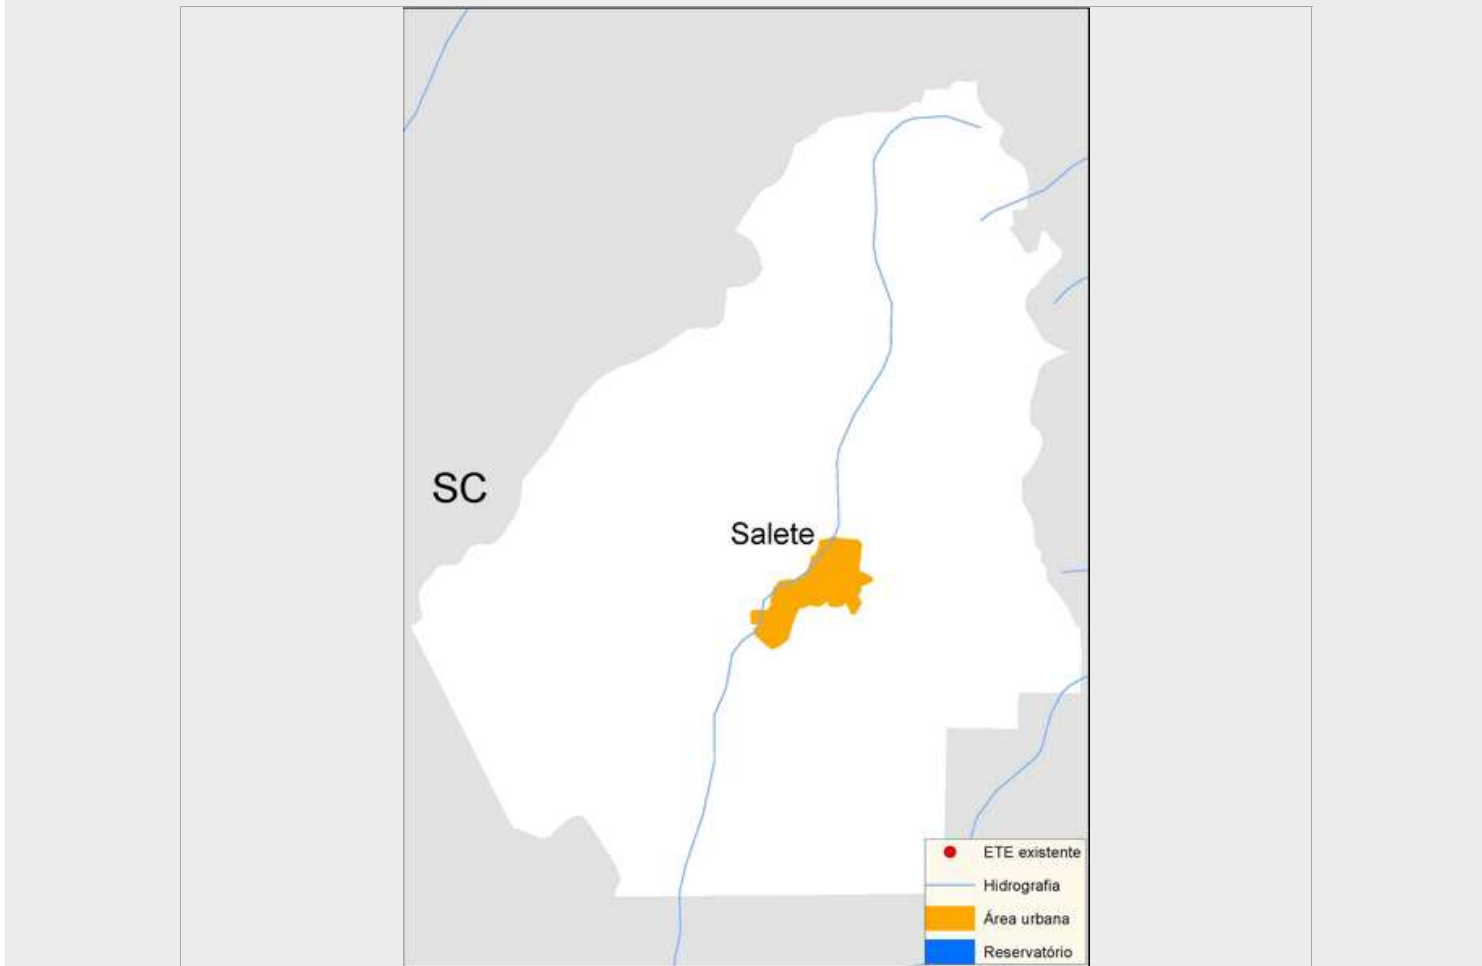 SC
Salete
ETE existente
Hidrografia
Área urbana
Reservatório